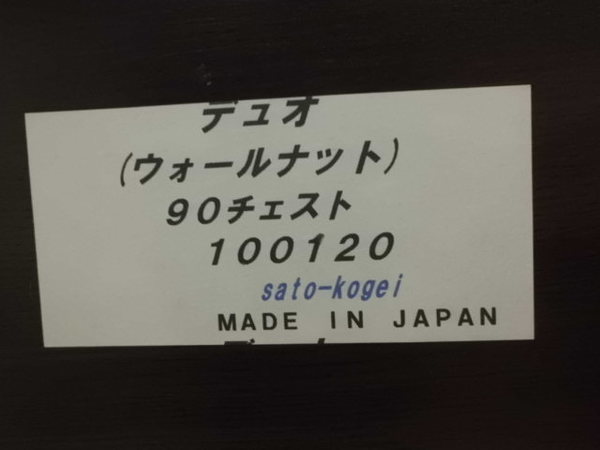 デュオ
(ウォールナット)
90チェスト
100120
sato-kogei
MADE IN JAPAN